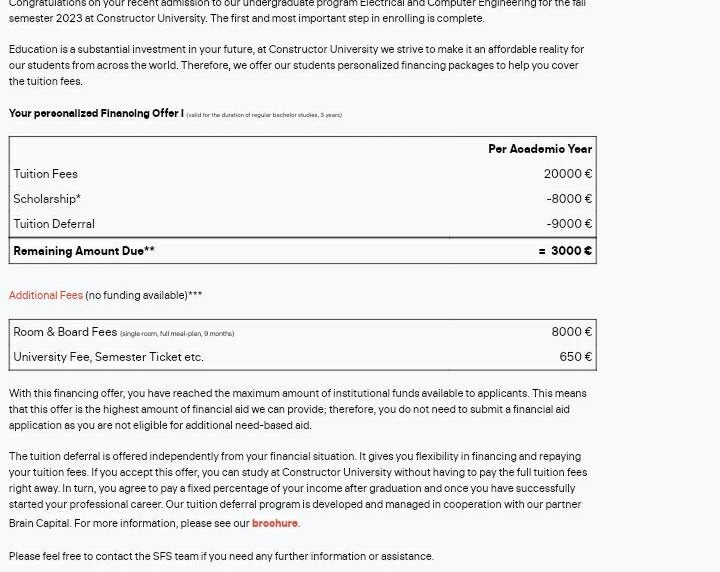 Congratulations on your recent admission to our undergraduate program Electrical and Computer Engineering for the fall
semester 2023 at Constructor University. The first and most important step in enrolling is complete.
Education is a substantial investment in your future, at Constructor University we strive to make it an affordable reality for
our students from across the world. Therefore, we offer our students personalized financing packages to help you cover
the tuition fees.
Your personalized Financing Offer I (valid for the duration of regular bachelor studies, 3 years)
Per Academic Year
Tuition Fees 20000 €
Scholarship* -8000 €
Tuition Deferral -9000 €
Remaining Amount Due** = 3000 €
Additional Fees (no funding available)***
Room & Board Fees (single room, full meal-plan, 9 months) 8000 €
University Fee, Semester Ticket etc. 650 €
With this financing offer, you have reached the maximum amount of institutional funds available to applicants. This means
that this offer is the highest amount of financial aid we can provide; therefore, you do not need to submit a financial aid
application as you are not eligible for additional need-based aid.
The tuition deferral is offered independently from your financial situation. It gives you flexibility in financing and repaying
your tuition fees. If you accept this offer, you can study at Constructor University without having to pay the full tuition fees
right away. In turn, you agree to pay a fixed percentage of your income after graduation and once you have successfully
started your professional career. Our tuition deferral program is developed and managed in cooperation with our partner
Brain Capital. For more information, please see our brochure.
Please feel free to contact the SFS team if you need any further information or assistance.